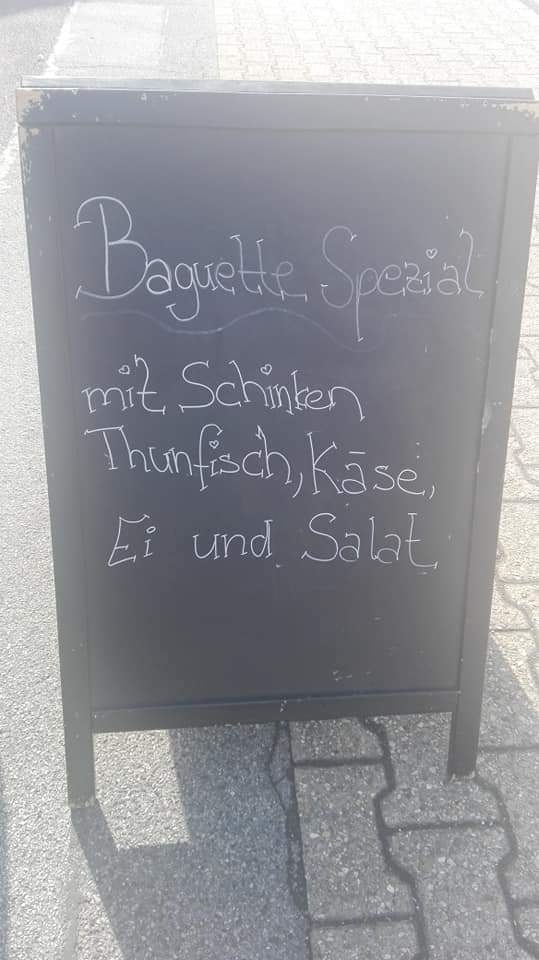 Baguette Spezial
mit Schinken
Thunfisch, Käse,
Ei und Salat